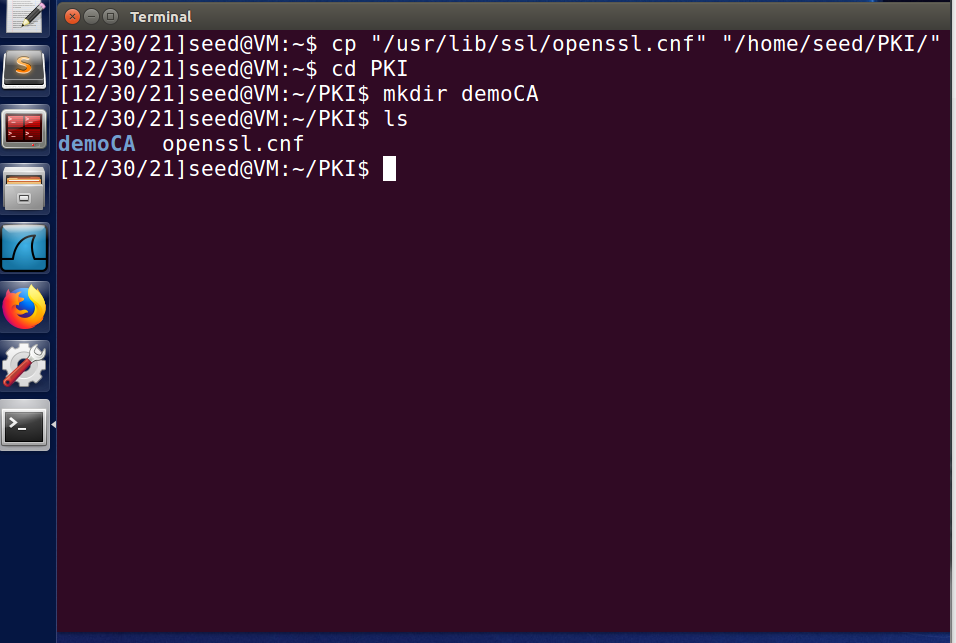 Terminal
[12/30/21]seed@VM:~$ cp "/usr/lib/ssl/openssl.cnf" "/home/seed/PKI/"
[12/30/21]seed@VM:~$ cd PKI
[12/30/21]seed@VM:~/PKI$ mkdir demoCA
[12/30/21]seed@VM:~/PKI$ ls
demoCA  openssl.cnf
[12/30/21]seed@VM:~/PKI$